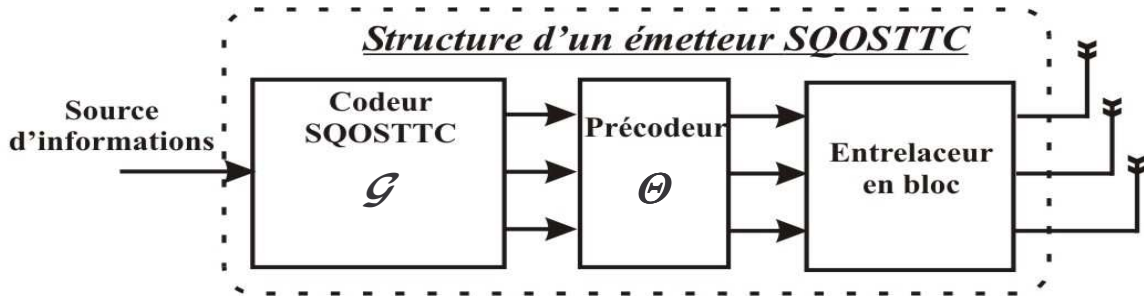 Structure d'un émetteur SQOSTTC
Source
d'informations
Codeur
SQOSTTC
𝒢
Précodeur
Θ
Entrelaceur
en bloc